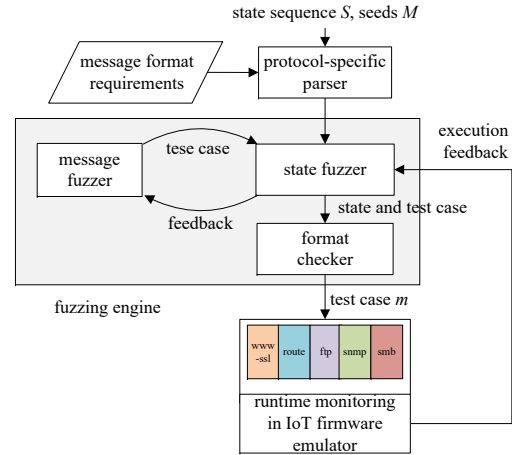 state sequence S, seeds M
message format
requirements
protocol-specific
parser
execution
feedback
message
fuzzer
tese case
state fuzzer
feedback
state and test case
format
checker
fuzzing engine
test case m
www
-ssl
route
ftp
snmp
smb
runtime monitoring
in IoT firmware
emulator